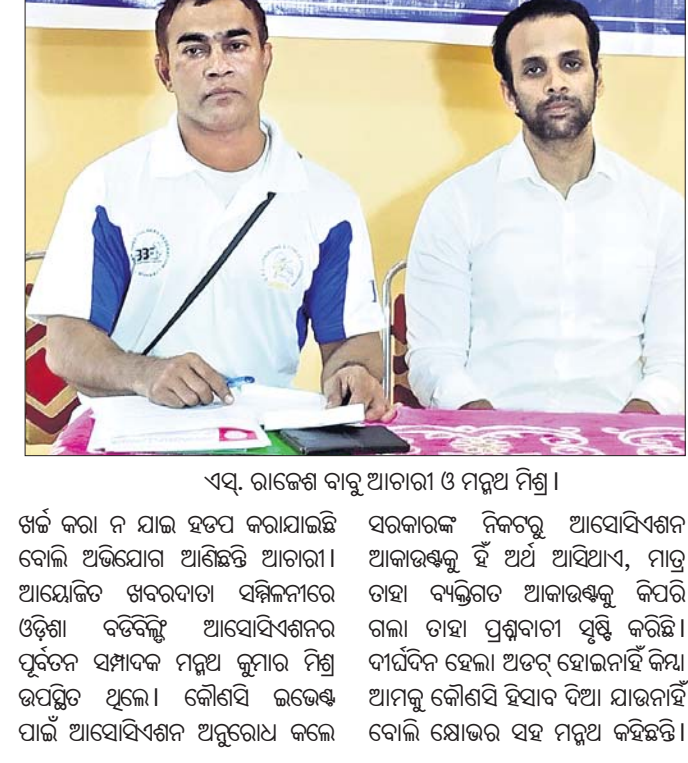 ଏସ୍. ରାଜେଶ ବାବୁ ଆଚାରୀ ଓ ମନ୍ମଥ ମିଶ୍ର।
ଖର୍ଚ୍ଚ କରା ନ ଯାଇ ହଡପ କରାଯାଇଛି
ବୋଲି ଅଭିଯୋଗ ଆଣିଛନ୍ତି ଆଚାରୀ।
ଆୟୋଜିତ ଖବରଦାତା ସମ୍ମିଳନୀରେ
ଓଡ଼ିଶା ବଡିବିଲ୍ଡିଂ ଆସୋସିଏଶନର
ପୂର୍ବତନ ସମ୍ପାଦକ ମନ୍ମଥ କୁମାର ମିଶ୍ର
ଉପସ୍ଥିତ ଥିଲେ। କୌଣସି ଇଭେଣ୍ଟ
ପାଇଁ ଆସୋସିଏଶନ ଅନୁରୋଧ କଲେ
ସରକାରଙ୍କ ନିକଟରୁ ଆସୋସିଏଶନ
ଆକାଉଣ୍ଟକୁ ହିଁ ଅର୍ଥ ଆସିଥାଏ, ମାତ୍ର
ତାହା ବ୍ୟକ୍ତିଗତ ଆକାଉଣ୍ଟକୁ କିପରି
ଗଲା ତାହା ପ୍ରଶ୍ନବାଚୀ ସୃଷ୍ଟି କରିଛି।
ଦୀର୍ଘଦିନ ହେଲା ଅଡଟ୍ ହୋଇନାହିଁ କିମ୍ବା
ଆମକୁ କୌଣସି ହିସାବ ଦିଆ ଯାଉନାହିଁ
ବୋଲି କ୍ଷୋଭର ସହ ମନ୍ମଥ କହିଛନ୍ତି।